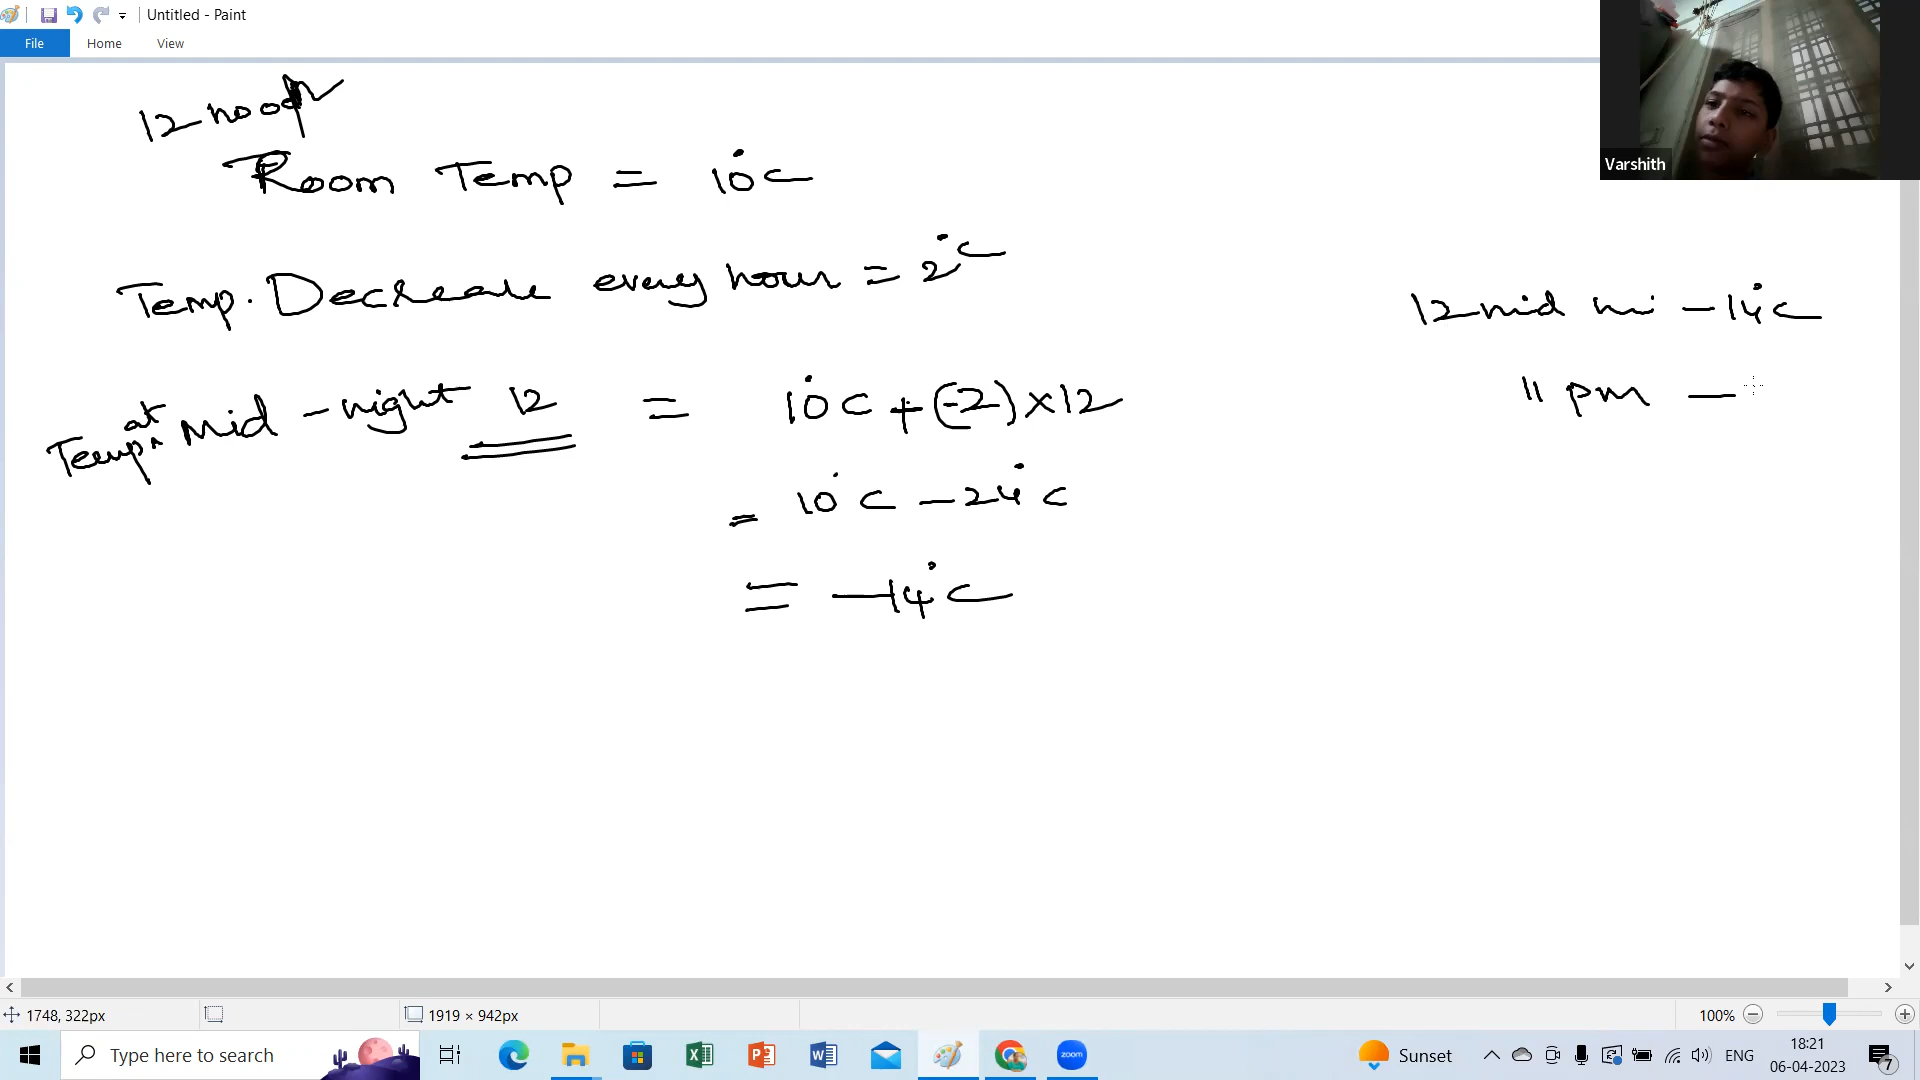 Untitled - Paint
File Home View
Varshith
12 noon
Room Temp = 10°C
Temp. Decrease every hour = 2°C
12 mid ni -14°C
Temp at Mid-night 12 = 10°C + (-2) × 12
11 pm -
= 10°C - 24°C
= -14°C
1748, 322px 1919 × 942px 100%
Type here to search zoom Sunset ENG 18:21
06-04-2023 7